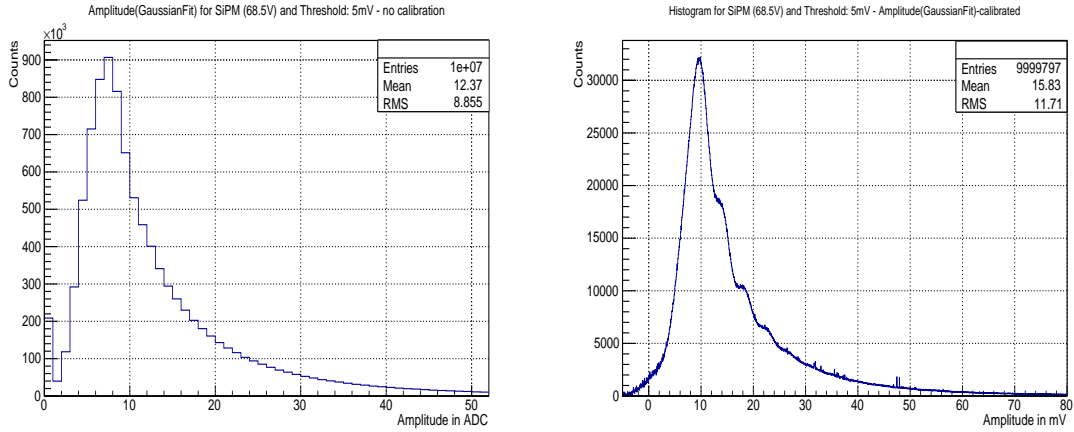 Amplitude(GaussianFit) for SiPM (68.5V) and Threshold: 5mV - no calibration
×10³
Counts
900
800
700
600
500
400
300
200
100
0
0 10 20 30 40 50
Amplitude in ADC
Entries 1e+07
Mean 12.37
RMS 8.855
Histogram for SiPM (68.5V) and Threshold: 5mV - Amplitude(GaussianFit)-calibrated
Counts
30000
25000
20000
15000
10000
5000
0
0 10 20 30 40 50 60 70 80
Amplitude in mV
Entries 9999797
Mean 15.83
RMS 11.71